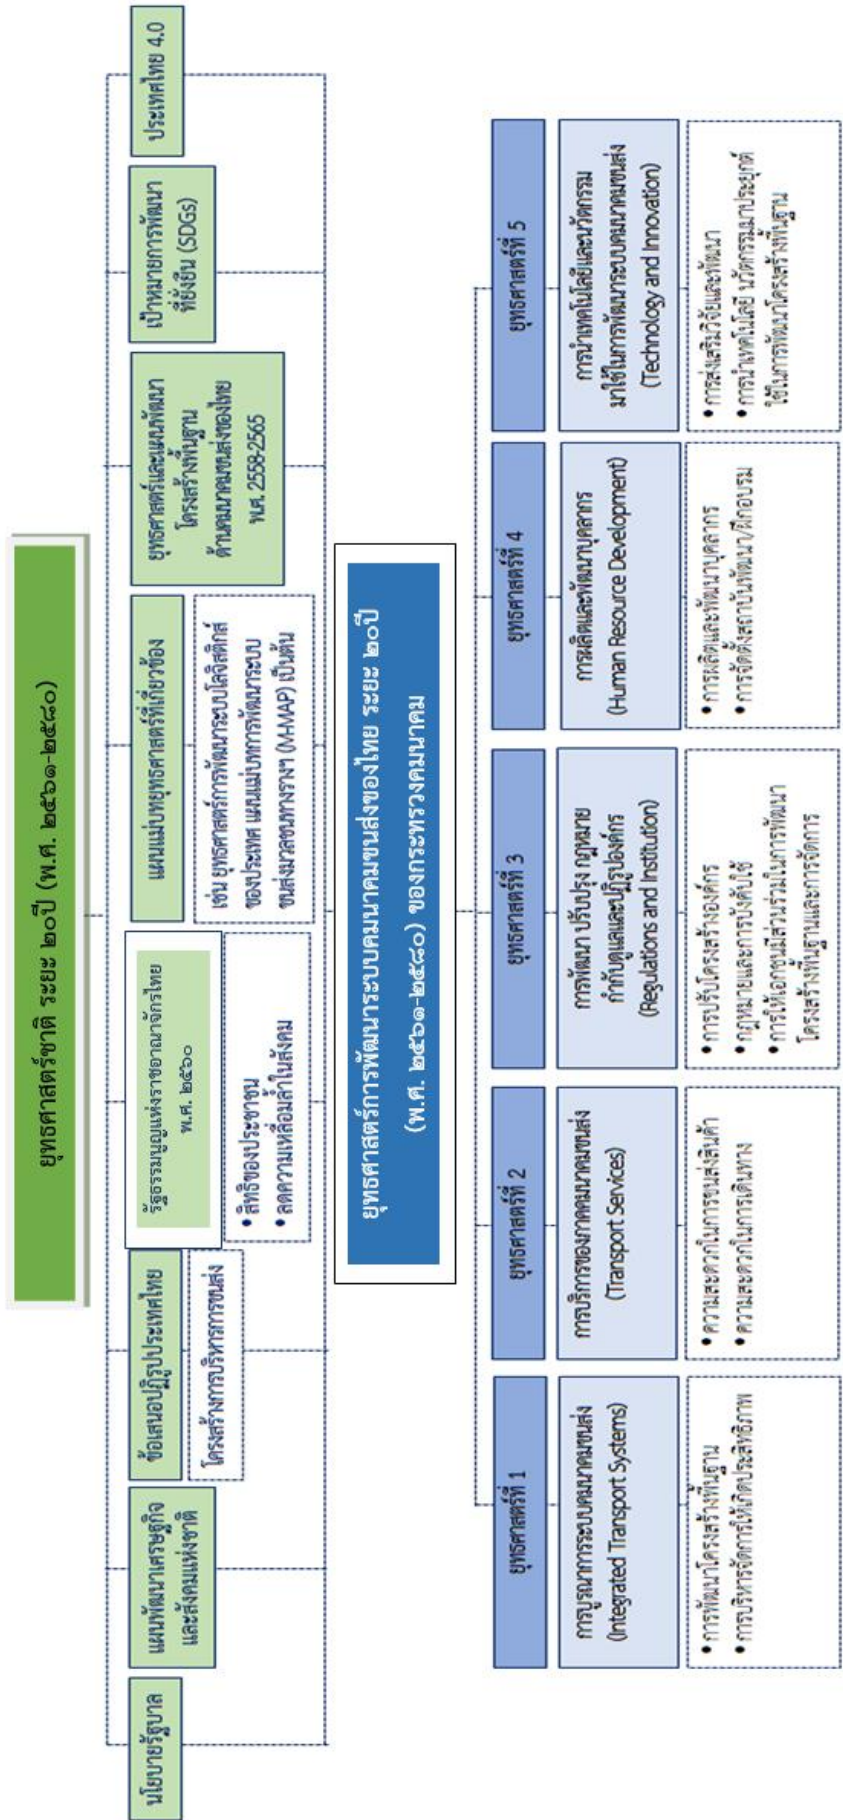 ยุทธศาสตร์ชาติ ระยะ ๒๐ปี (พ.ศ. ๒๕๖๑-๒๕๘๐)
นโยบายรัฐบาล
แผนพัฒนาเศรษฐกิจ
และสังคมแห่งชาติ
ข้อเสนอปฏิรูปประเทศไทย
โครงสร้างการบริหารการขนส่ง
รัฐธรรมนูญแห่งราชอาณาจักรไทย
พ.ศ. ๒๕๖๐
• สิทธิของประชาชน
• ลดความเหลื่อมล้ำในสังคม
แผนแม่บทยุทธศาสตร์ที่เกี่ยวข้อง
เช่น ยุทธศาสตร์การพัฒนาระบบโลจิสติกส์
ของประเทศ แผนแม่บทการพัฒนาระบบ
ขนส่งมวลชนทางรางฯ (M-MAP) เป็นต้น
ยุทธศาสตร์และแผนพัฒนา
โครงสร้างพื้นฐาน
ด้านคมนาคมขนส่งของไทย
พ.ศ. 2558-2565
เป้าหมายการพัฒนา
ที่ยั่งยืน (SDGs)
ประเทศไทย 4.0
ยุทธศาสตร์การพัฒนาระบบคมนาคมขนส่งของไทย ระยะ ๒๐ปี
(พ.ศ. ๒๕๖๑-๒๕๘๐) ของกระทรวงคมนาคม
ยุทธศาสตร์ที่ 1
การบูรณาการระบบคมนาคมขนส่ง
(Integrated Transport Systems)
• การพัฒนาโครงสร้างพื้นฐาน
• การบริหารจัดการให้เกิดประสิทธิภาพ
ยุทธศาสตร์ที่ 2
การบริการของภาคคมนาคมขนส่ง
(Transport Services)
• ความสะดวกในการขนส่งสินค้า
• ความสะดวกในการเดินทาง
ยุทธศาสตร์ที่ 3
การพัฒนา ปรับปรุง กฎหมาย
กำกับดูแลและปฏิรูปองค์กร
(Regulations and Institution)
• การปรับโครงสร้างองค์กร
• กฎหมายและการบังคับใช้
• การให้เอกชนมีส่วนร่วมในการพัฒนา
โครงสร้างพื้นฐานและการจัดการ
ยุทธศาสตร์ที่ 4
การผลิตและพัฒนาบุคลากร
(Human Resource Development)
• การผลิตและพัฒนาบุคลากร
• การจัดตั้งสถาบันพัฒนา/ฝึกอบรม
ยุทธศาสตร์ที่ 5
การนำเทคโนโลยีและนวัตกรรม
มาใช้ในการพัฒนาระบบคมนาคมขนส่ง
(Technology and Innovation)
• การส่งเสริมวิจัยและพัฒนา
• การนำเทคโนโลยี นวัตกรรมมาประยุกต์
ใช้ในการพัฒนาโครงสร้างพื้นฐาน